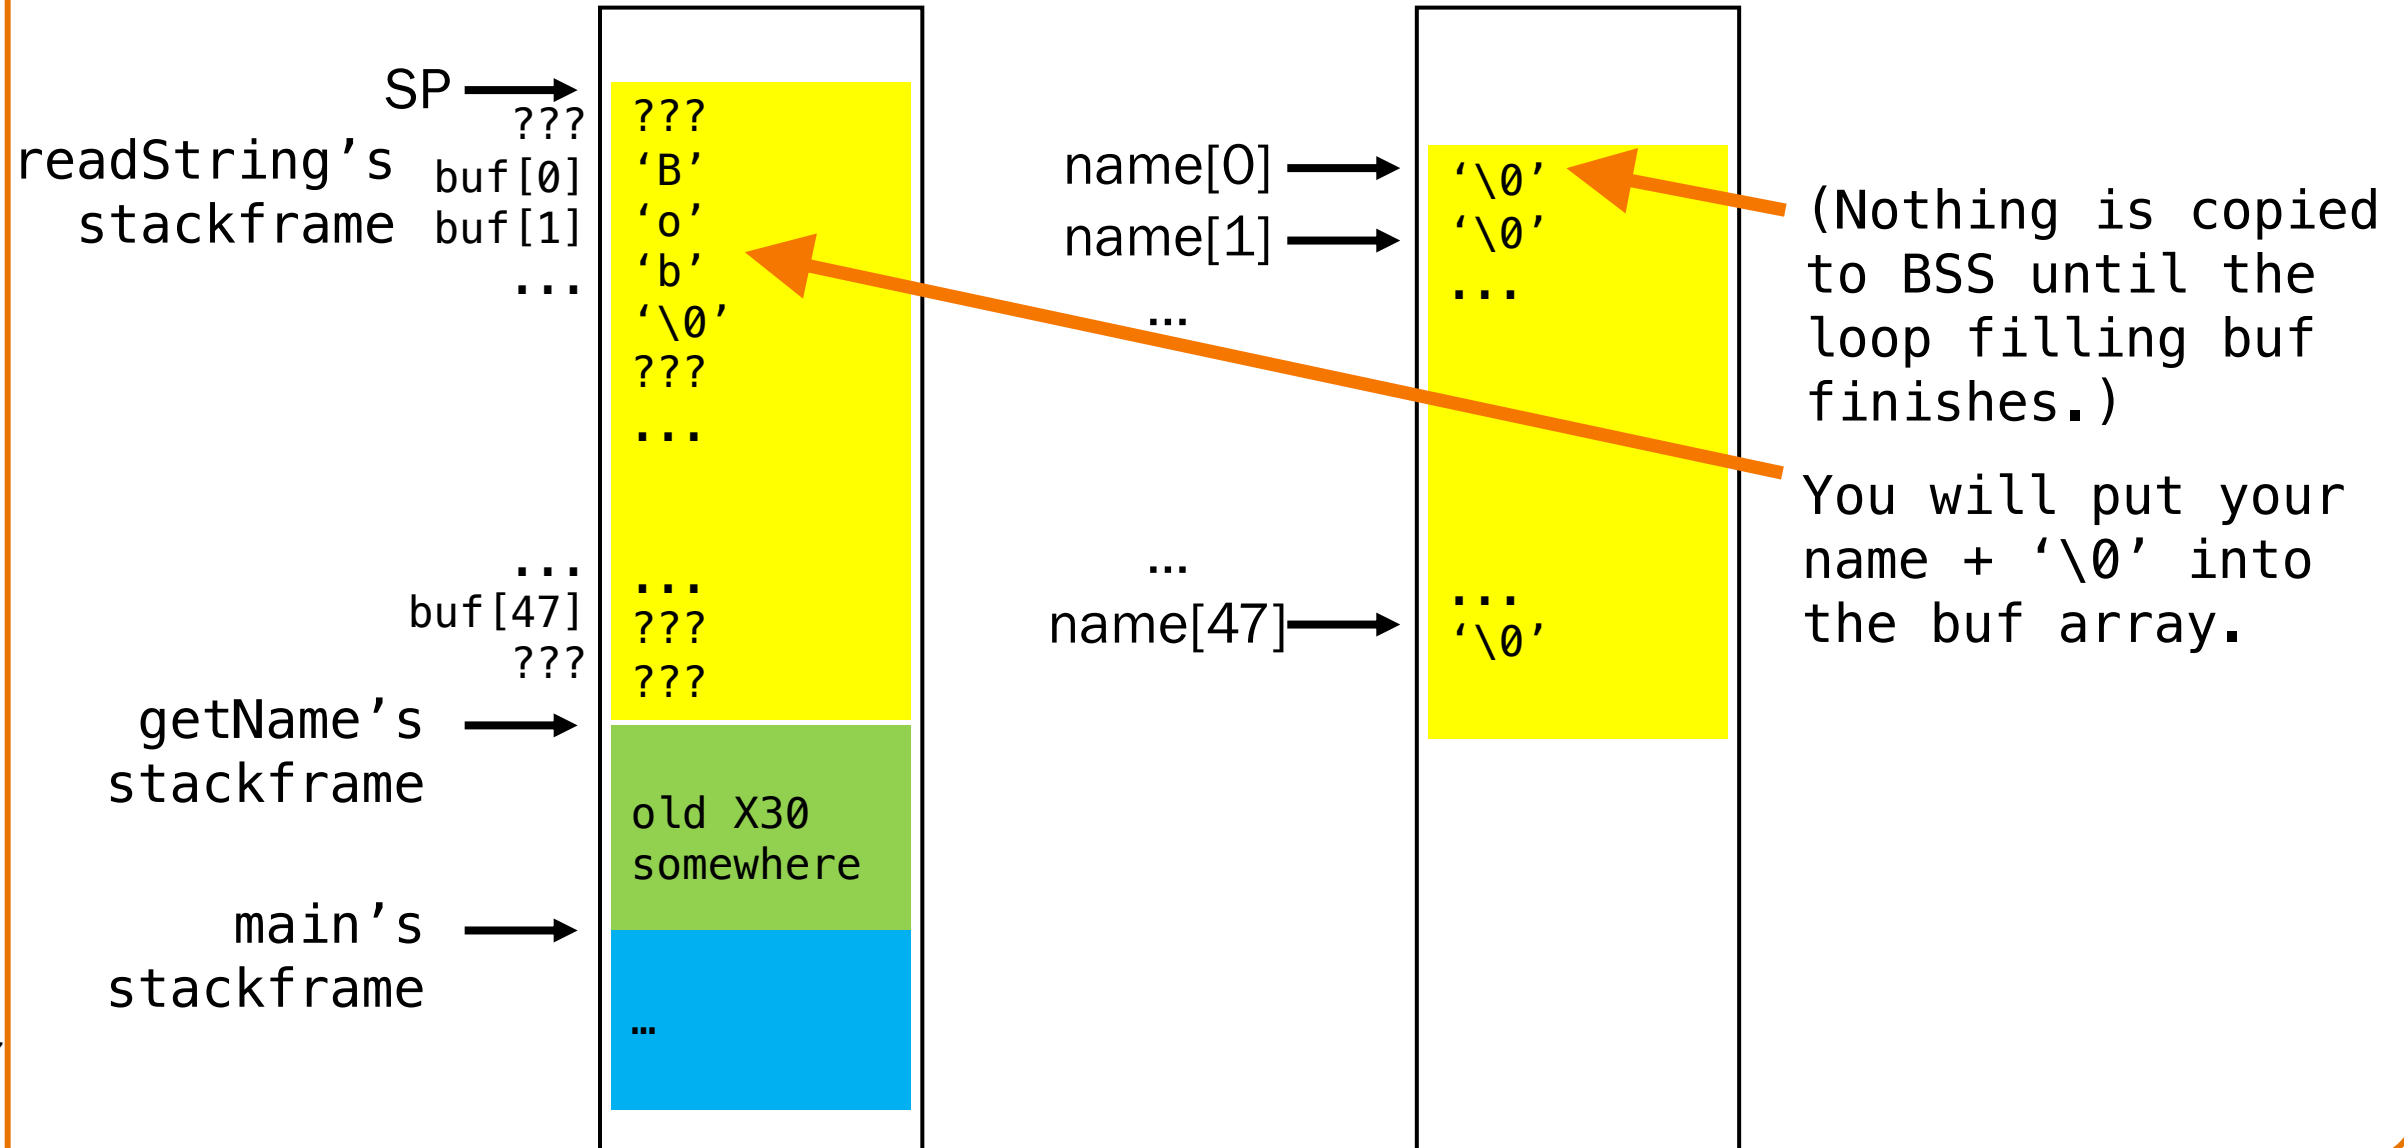 SP
???
readString’s
stackframe
buf[0]
buf[1]
...
...
buf[47]
???
getName’s
stackframe
main’s
stackframe
???
‘B’
‘o’
‘b’
‘\0’
???
...
...
???
???
old X30
somewhere
…
name[0]
name[1]
...
...
name[47]
‘\0’
‘\0’
...
...
‘\0’
(Nothing is copied
to BSS until the
loop filling buf
finishes.)
You will put your
name + ‘\0’ into
the buf array.